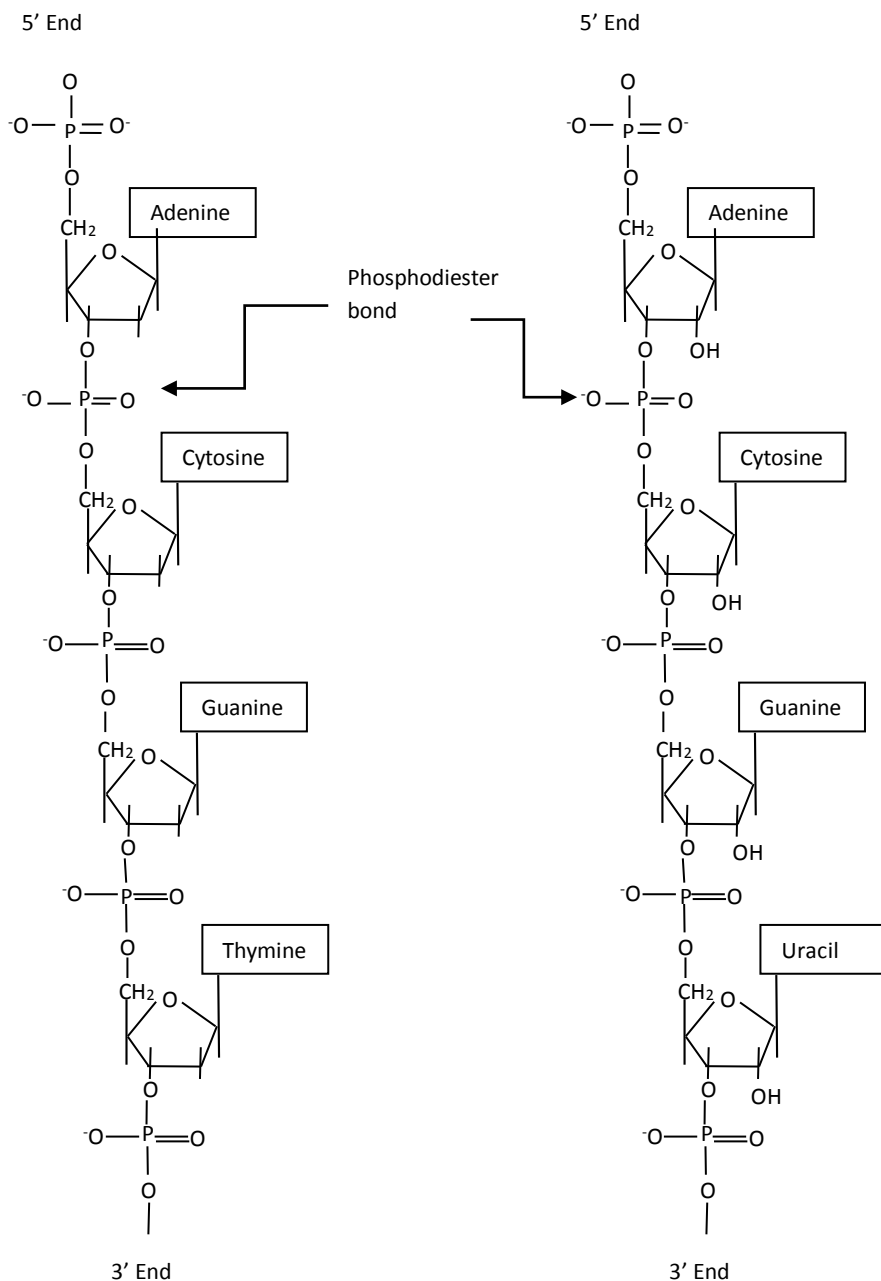 5’ End 5’ End
O O
⁻O P O⁻ ⁻O P O⁻
O O
Adenine Adenine
CH₂ CH₂
O O
Phosphodiester
bond
O O OH
⁻O P O ⁻O P O
O O
Cytosine Cytosine
CH₂ O CH₂ O
O O OH
⁻O P O ⁻O P O
O O
Guanine Guanine
CH₂ O CH₂ O
O O OH
⁻O P O ⁻O P O
O O
Thymine Uracil
CH₂ O CH₂ O
O O OH
⁻O P O ⁻O P O
O O
3’ End 3’ End